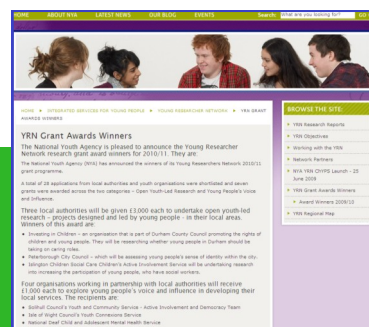 HOME ABOUT NYA LATEST NEWS OUR BLOG EVENTS Search: What are you looking for? GO
HOME INTEGRATED SERVICES FOR YOUNG PEOPLE YOUNG RESEARCHER NETWORK YRN GRANT
AWARDS WINNERS
YRN Grant Awards Winners
The National Youth Agency is pleased to announce the Young Researcher
Network research grant award winners for 2010/11. They are:
The National Youth Agency (NYA) has announced the winners of its Young Researchers Network 2010/11
grant programme.
A total of 28 applications from local authorities and youth organisations were shortlisted and seven
grants were awarded across the two categories - Open Youth-Led Research and Young People's Voice
and Influence.
Three local authorities will be given £3,000 each to undertake open youth-led
research - projects designed and led by young people - in their local areas.
Winners of this award are:
Investing in Children - an organisation that is part of Durham County Council promoting the rights of
children and young people. They will be researching whether young people in Durham should be
taking on caring roles.
Peterborough City Council - which will be assessing young people's sense of identity within the city.
Islington Children Social Care Children's Active Involvement Service will be undertaking research
into increasing the participation of young people, who have social workers.
Four organisations working in partnership with local authorities will receive
£1,000 each to explore young people's voice and influence in developing their
local services. The recipients are:
Solihull Council's Youth and Community Service - Active Involvement and Democracy Team
Isle of Wight Council's Youth Connexions Service
National Deaf Child and Adolescent Mental Health Service
BROWSE THE SITE:
YRN Research Reports
YRN Objectives
Working with the YRN
Network Partners
NYA YRN CYMRU Launch - 25
June 2009
YRN Grant Awards Winners
Award Winners 2009/10
YRN Regional Map